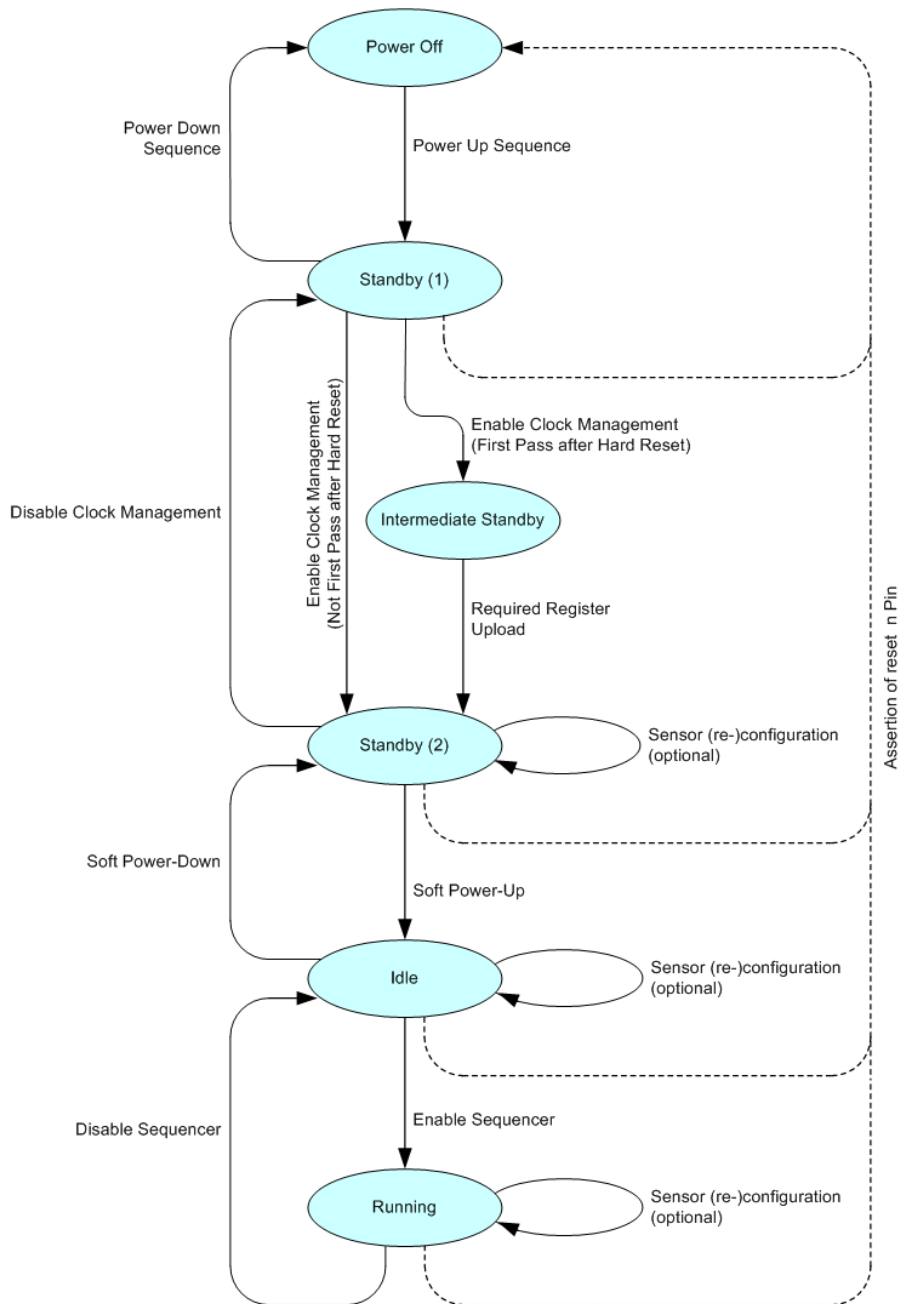 Power Off
Power Down
Sequence
Power Up Sequence
Standby (1)
Enable Clock Management
(First Pass after Hard Reset)
Enable Clock Management
(Not First Pass after Hard Reset)
Disable Clock Management
Intermediate Standby
Required Register
Upload
Assertion of reset n Pin
Standby (2)
Sensor (re-)configuration
(optional)
Soft Power-Down
Soft Power-Up
Idle
Sensor (re-)configuration
(optional)
Disable Sequencer
Enable Sequencer
Running
Sensor (re-)configuration
(optional)